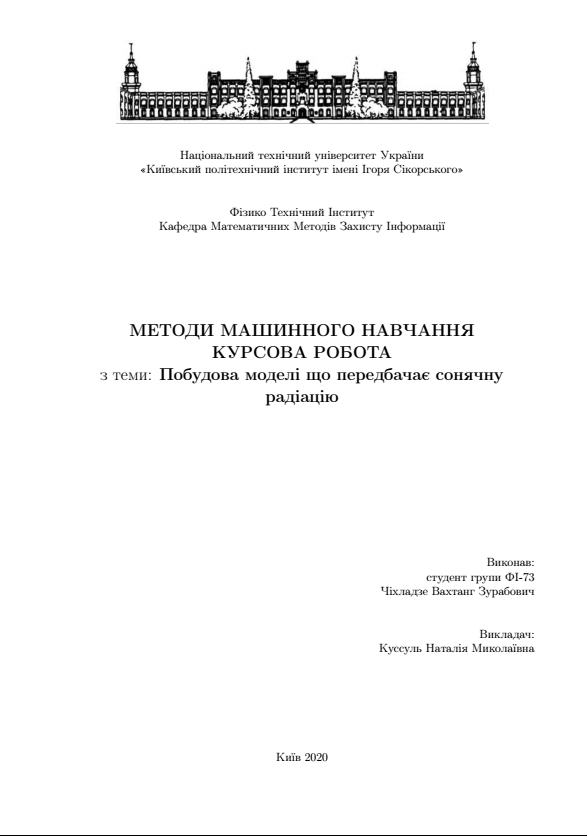 Національний технічний університет України
«Київський політехнічний інститут імені Ігоря Сікорського»
Фізико Технічний Інститут
Кафедра Математичних Методів Захисту Інформації
МЕТОДИ МАШИННОГО НАВЧАННЯ
КУРСОВА РОБОТА
з теми: Побудова моделі що передбачає сонячну
радіацію
Виконав:
студент групи ФІ-73
Чіхладзе Вахтанг Зурабович
Викладач:
Куссуль Наталія Миколаївна
Київ 2020